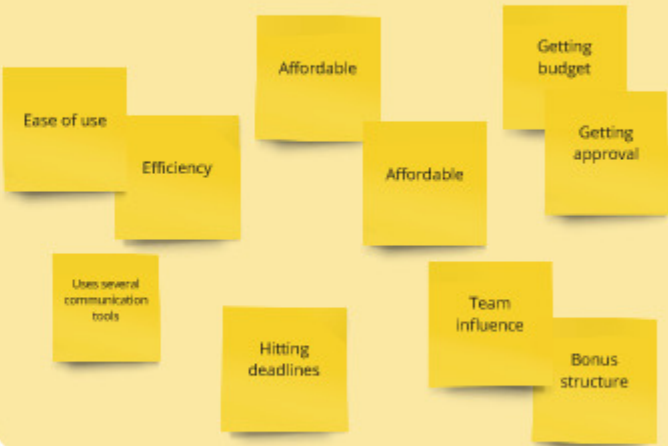 Getting
budget
Affordable
Ease of use
Getting
approval
Efficiency
Affordable
Uses several
communication
tools
Team
influence
Hitting
deadlines
Bonus
structure